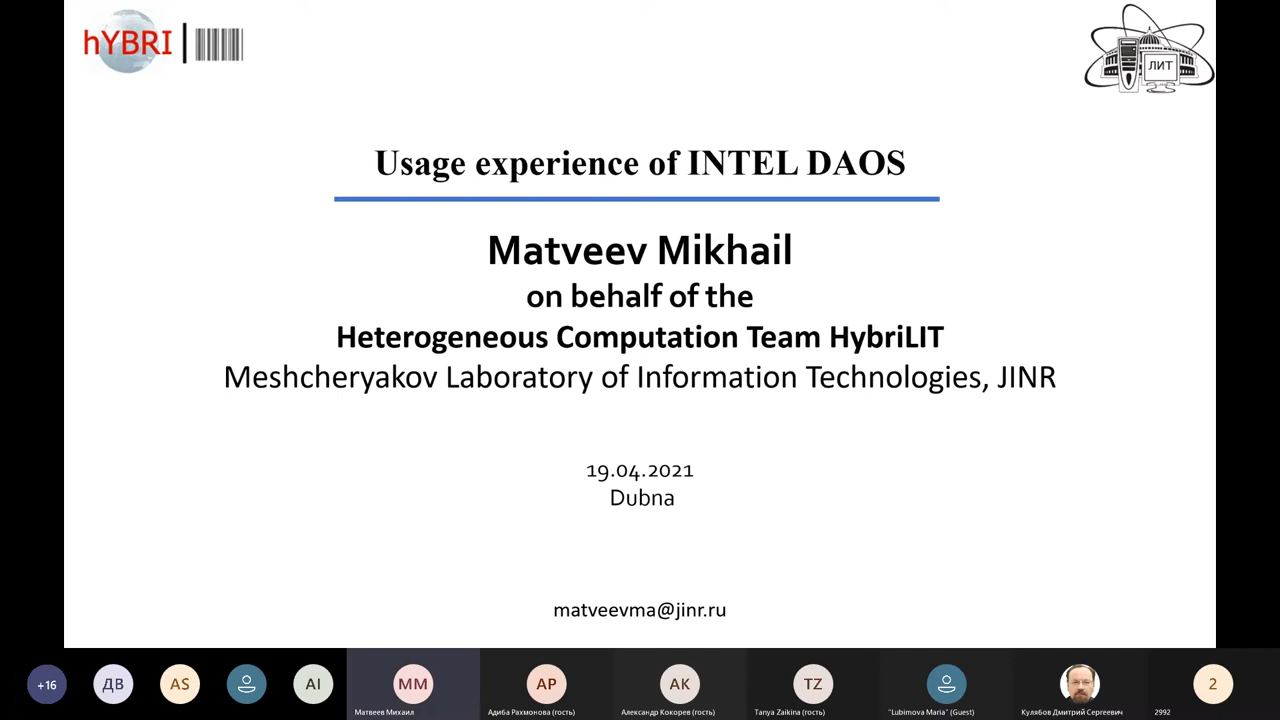 hYBRI
ЛИТ
Usage experience of INTEL DAOS
Matveev Mikhail
on behalf of the
Heterogeneous Computation Team HybriLIT
Meshcheryakov Laboratory of Information Technologies, JINR
19.04.2021
Dubna
matveevma@jinr.ru
+16
ДВ
AS
AI
MM
AP
AK
TZ
2
Матвеев Михаил
Адиба Рахмонова (гость)
Александр Кокорев (гость)
Tanya Zaikina (гость)
"Lubimova Maria" (Guest)
Кулябов Дмитрий Сергеевич
2992